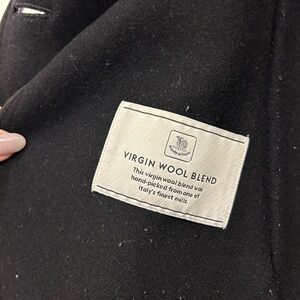 VIRGIN WOOL BLEND
This virgin wool blend was
hand-picked from one of
Italy's finest mills.